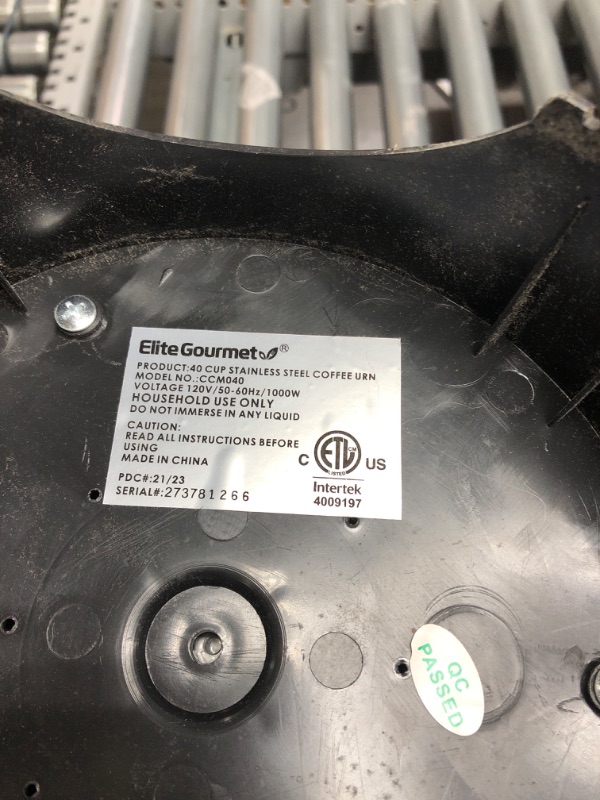 Elite Gourmet ®
PRODUCT:40 CUP STAINLESS STEEL COFFEE URN
MODEL NO.:CCM040
VOLTAGE 120V/50-60Hz/1000W
HOUSEHOLD USE ONLY
DO NOT IMMERSE IN ANY LIQUID
CAUTION:
READ ALL INSTRUCTIONS BEFORE
USING
MADE IN CHINA
PDC#:21/23
SERIAL#:273781266
C ETL US
LISTED
Intertek
4009197
QC
PASSED